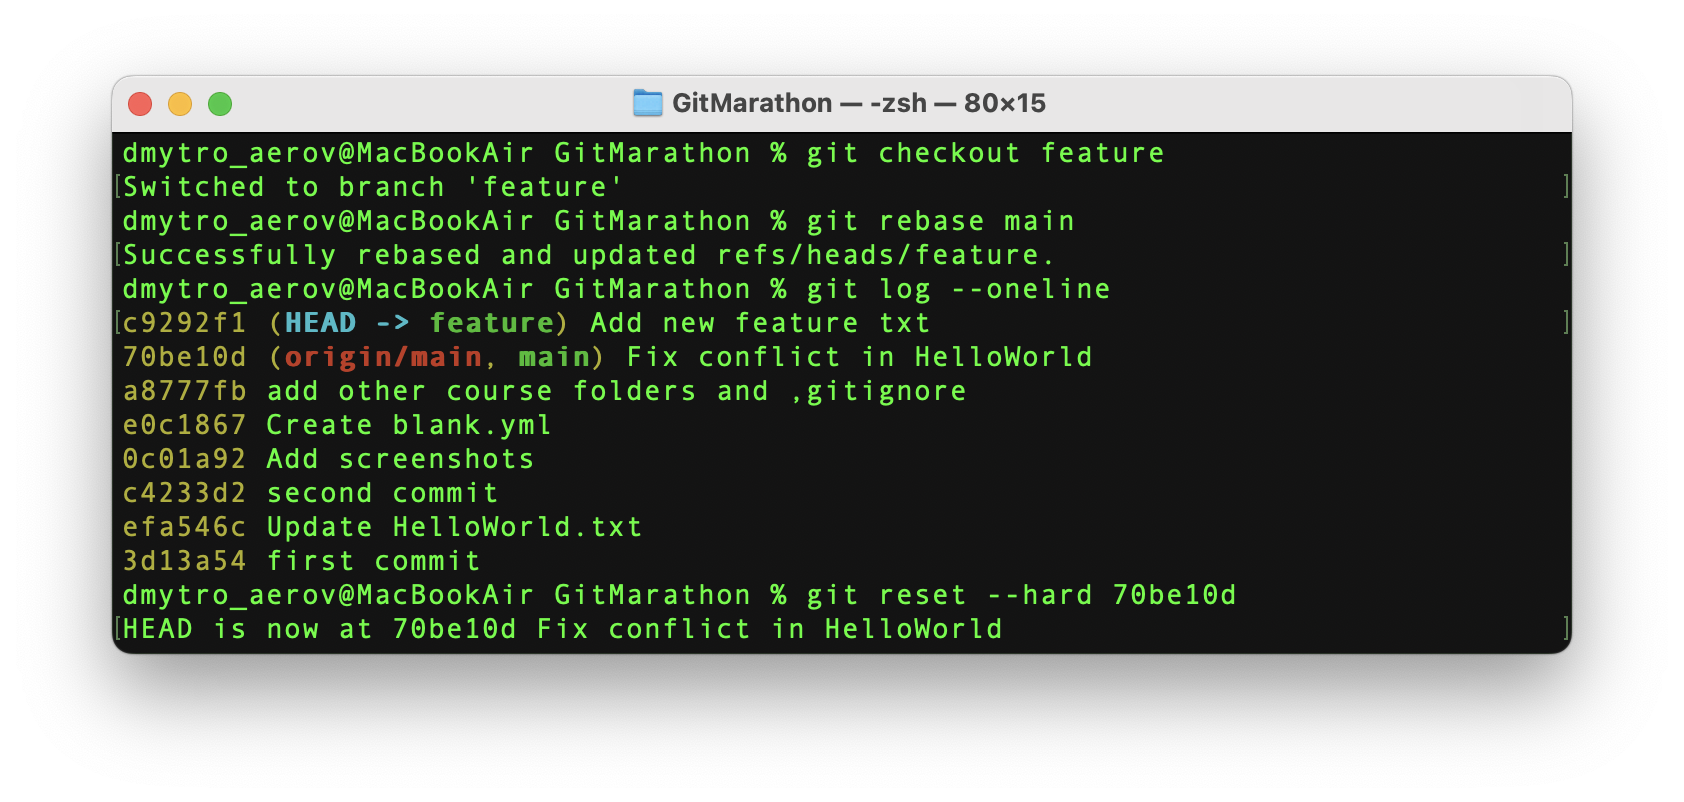 GitMarathon — -zsh — 80×15
dmytro_aerov@MacBookAir GitMarathon % git checkout feature
[Switched to branch 'feature' ]
dmytro_aerov@MacBookAir GitMarathon % git rebase main
[Successfully rebased and updated refs/heads/feature. ]
dmytro_aerov@MacBookAir GitMarathon % git log --oneline
[c9292f1 (HEAD -> feature) Add new feature txt ]
70be10d (origin/main, main) Fix conflict in HelloWorld
a8777fb add other course folders and ,gitignore
e0c1867 Create blank.yml
0c01a92 Add screenshots
c4233d2 second commit
efa546c Update HelloWorld.txt
3d13a54 first commit
dmytro_aerov@MacBookAir GitMarathon % git reset --hard 70be10d
[HEAD is now at 70be10d Fix conflict in HelloWorld ]